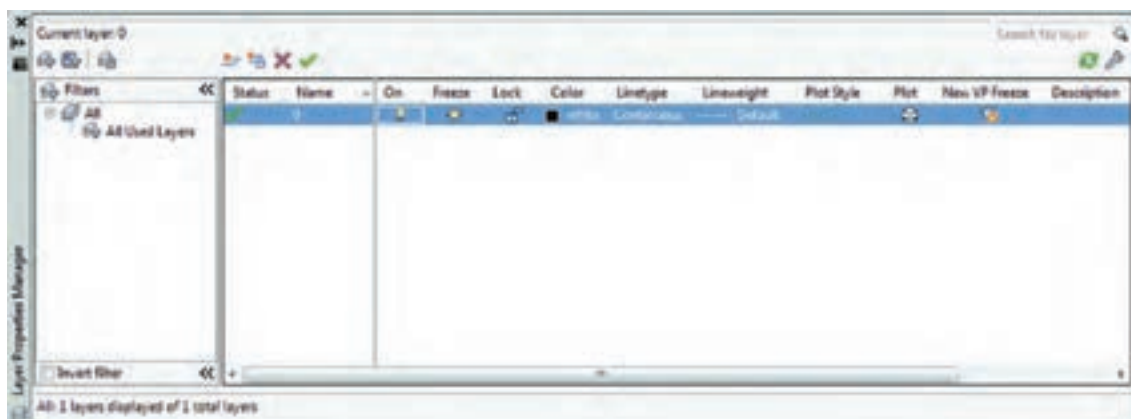 Current layer: 0
Search for layer
Filters
Status Name On Freeze Lock Color Linetype Lineweight Plot Style Plot New VP Freeze Description
All
0 white Continuous Default
All Used Layers
Layer Properties Manager
Invert filter
All: 1 layers displayed of 1 total layers